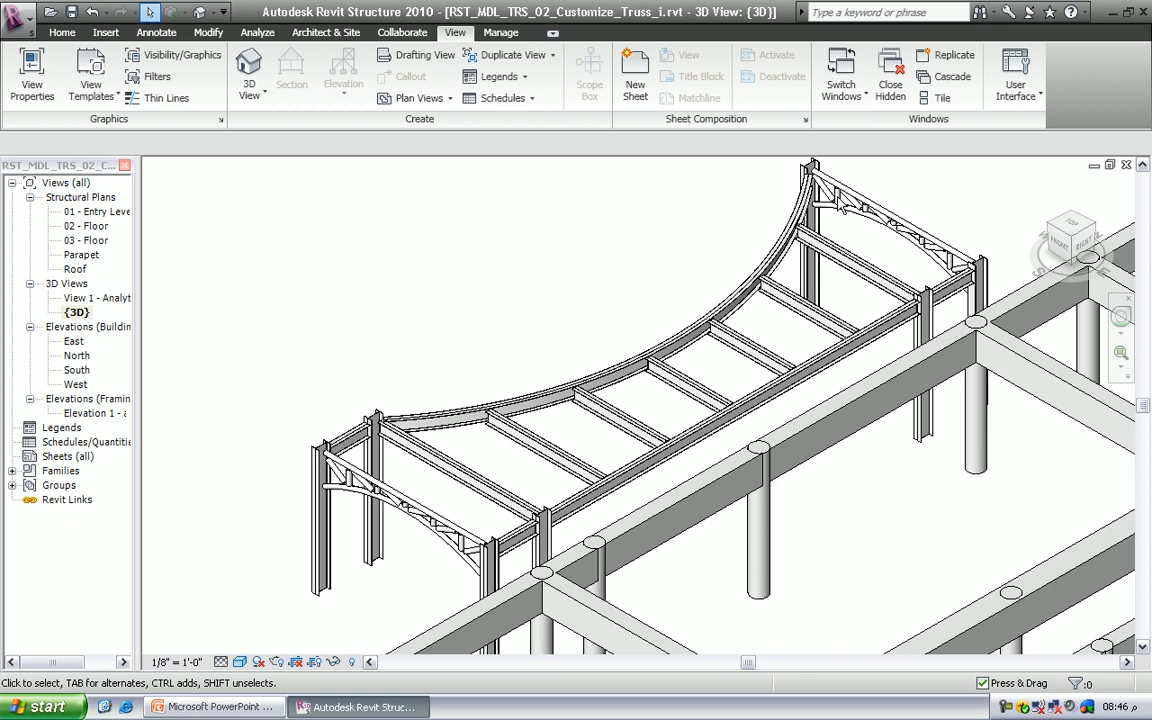 Autodesk Revit Structure 2010 - [RST_MDL_TRS_02_Customize_Truss_i.rvt - 3D View: {3D}]
Type a keyword or phrase
Home Insert Annotate Modify Analyze Architect & Site Collaborate View Manage
View Properties
View Templates
Visibility/Graphics
Filters
Thin Lines
3D View
Section
Elevation
Drafting View
Callout
Plan Views
Duplicate View
Legends
Schedules
Scope Box
New Sheet
View
Title Block
Matchline
Activate
Deactivate
Switch Windows
Close Hidden
Replicate
Cascade
Tile
User Interface
Graphics Create Sheet Composition Windows
RST_MDL_TRS_02_C...
Views (all)
Structural Plans
01 - Entry Leve
02 - Floor
03 - Floor
Parapet
Roof
3D Views
View 1 - Analyt
{3D}
Elevations (Building
East
North
South
West
Elevations (Framin
Elevation 1 - a
Legends
Schedules/Quantitie
Sheets (all)
Families
Groups
Revit Links
TOP
FRONT
RIGHT
1/8" = 1'-0"
Click to select, TAB for alternates, CTRL adds, SHIFT unselects.
Press & Drag
:0
start
Microsoft PowerPoint ...
Autodesk Revit Struc...
08:46 م